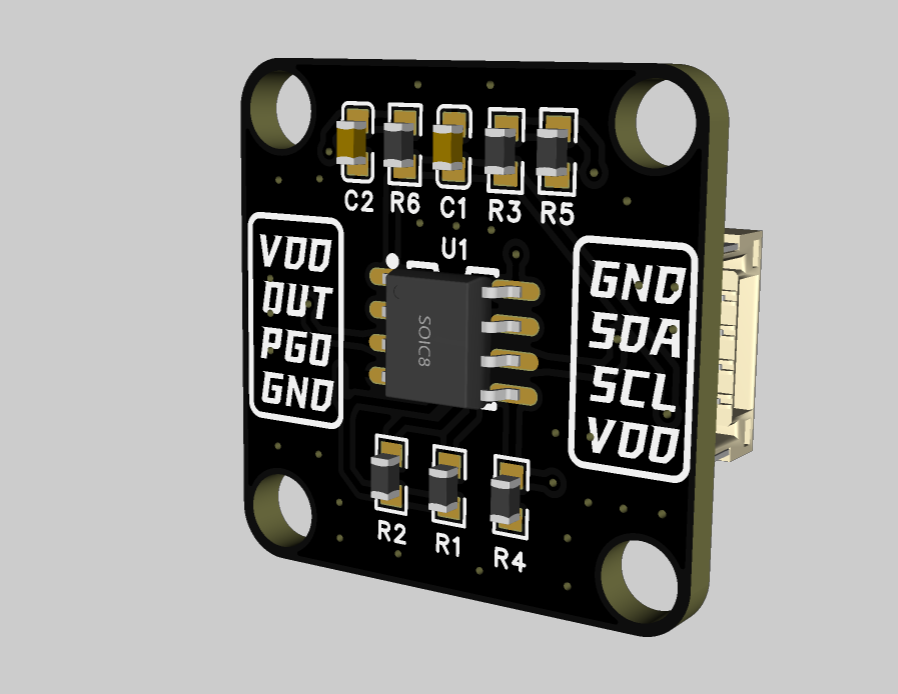 C2 R6 C1 R3 R5
U1
VDD
OUT
PGD
GND
SOIC8
GND
SDA
SCL
VDD
R2 R1 R4